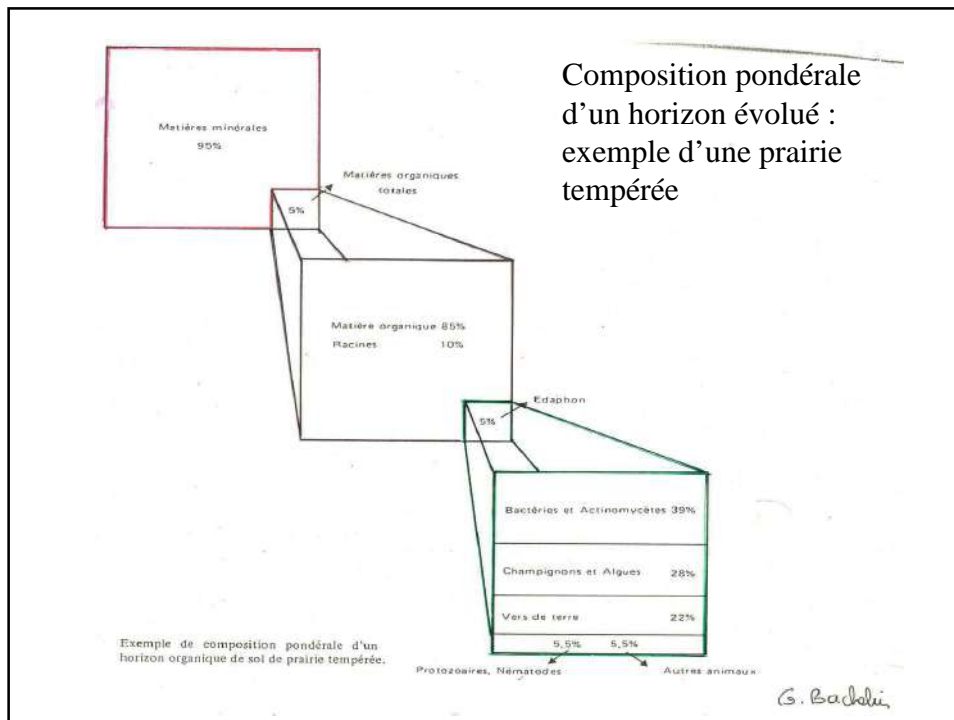 Composition pondérale
d’un horizon évolué :
exemple d’une prairie
tempérée
Matières minérales
95%
Matières organiques
totales
5%
Matière organique 85%
Racines 10%
Edaphon
5%
Bactéries et Actinomycètes 39%
Champignons et Algues 28%
Vers de terre 22%
5,5% 5,5%
Protozoaires, Nématodes Autres animaux
Exemple de composition pondérale d'un
horizon organique de sol de prairie tempérée.
G.